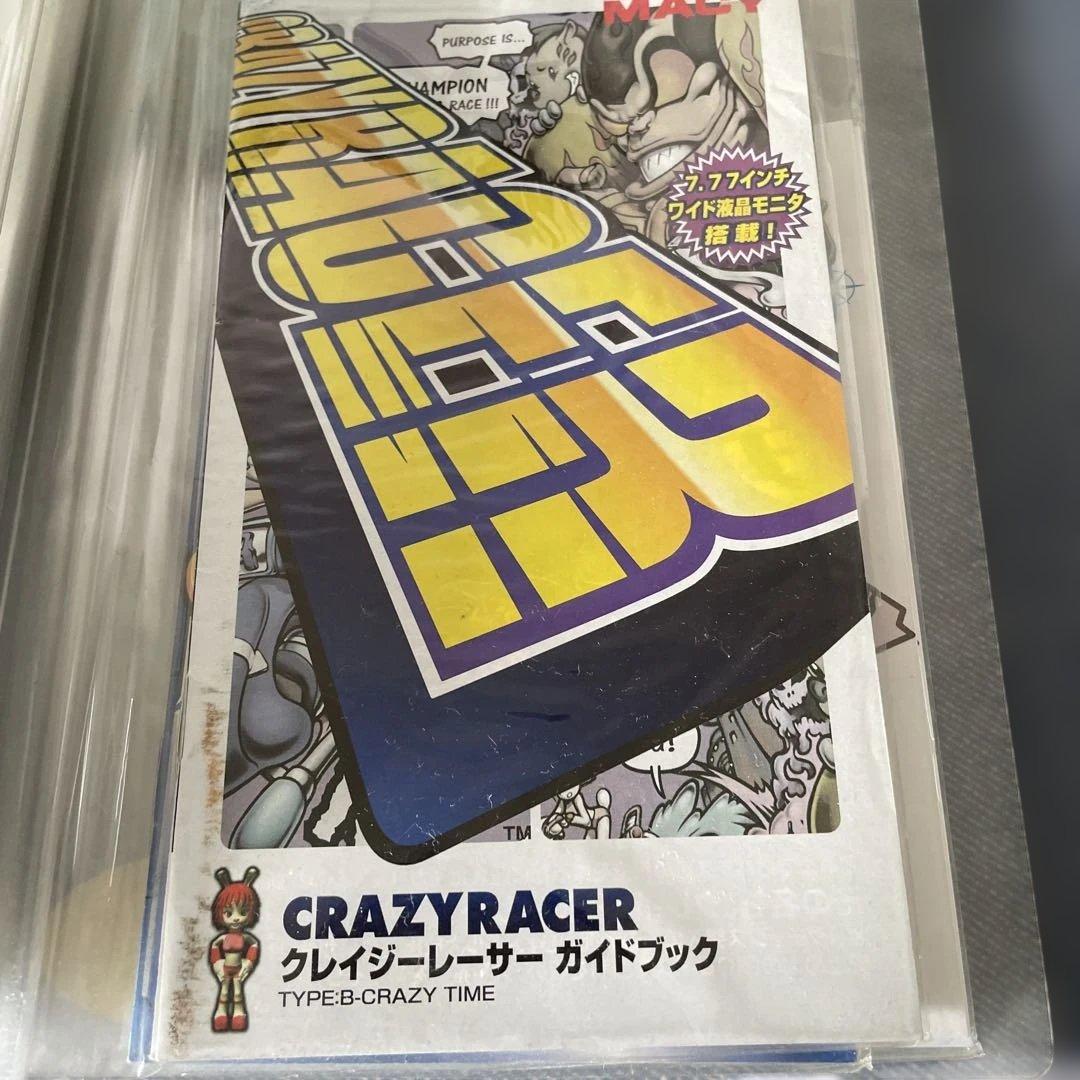 MACY
PURPOSE IS...
CHAMPION
RACE !!!
7.77インチ
ワイド液晶モニタ
搭載!
TM
CRAZYRACER
クレイジーレーサー ガイドブック
TYPE:B-CRAZY TIME